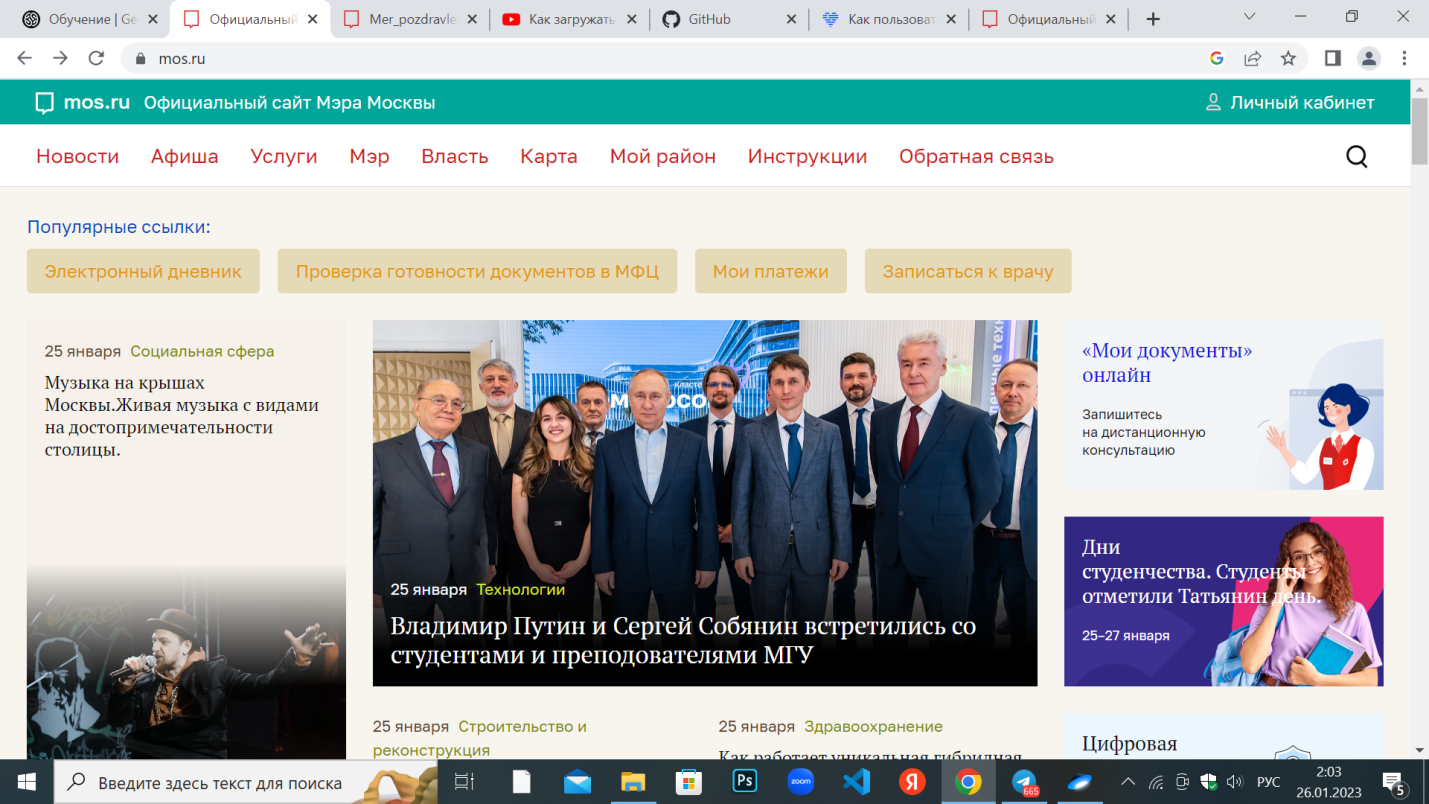 Обучение | Ge
Официальный
Mer_pozdravle
Как загружать
GitHub
Как пользоват
Официальный
mos.ru
mos.ru Официальный сайт Мэра Москвы
Личный кабинет
Новости Афиша Услуги Мэр Власть Карта Мой район Инструкции Обратная связь
Популярные ссылки:
Электронный дневник
Проверка готовности документов в МФЦ
Мои платежи
Записаться к врачу
25 января Социальная сфера
Музыка на крышах
Москвы.Живая музыка с видами
на достопримечательности
столицы.
25 января Технологии
Владимир Путин и Сергей Собянин встретились со
студентами и преподователями МГУ
25 января Строительство и
реконструкция
25 января Здравоохранение
Как работает уникальная гибридная
«Мои документы»
онлайн
Запишитесь
на дистанционную
консультацию
Дни
студенчества. Студенты
отметили Татьянин день.
25–27 января
Цифровая
Введите здесь текст для поиска
Ps
zoom
Я
665
РУС
2:03
26.01.2023
5